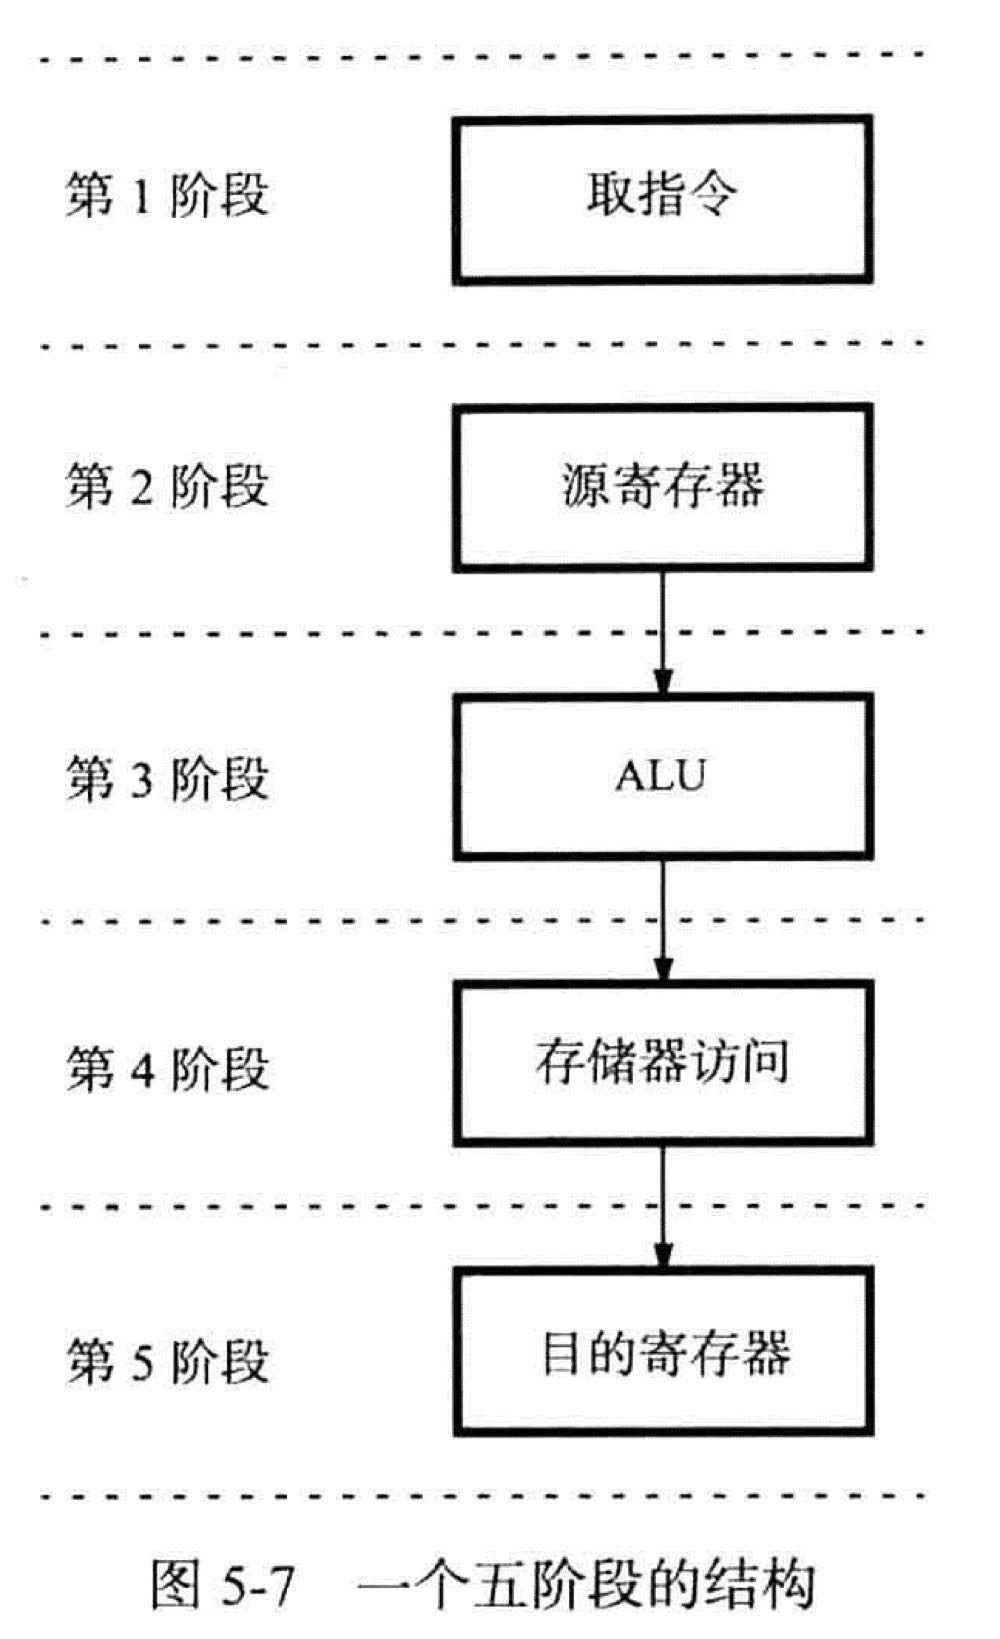 第 1 阶段 取指令
第 2 阶段 源寄存器
第 3 阶段 ALU
第 4 阶段 存储器访问
第 5 阶段 目的寄存器
图 5-7 一个五阶段的结构